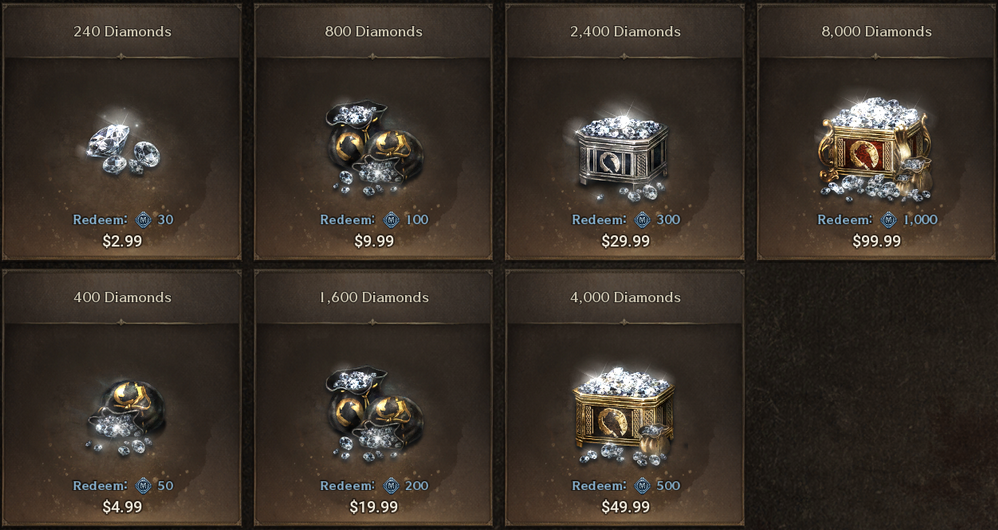 240 Diamonds
Redeem: M 30
$2.99
800 Diamonds
Redeem: M 100
$9.99
2,400 Diamonds
Redeem: M 300
$29.99
8,000 Diamonds
Redeem: M 1,000
$99.99
400 Diamonds
Redeem: M 50
$4.99
1,600 Diamonds
Redeem: M 200
$19.99
4,000 Diamonds
Redeem: M 500
$49.99